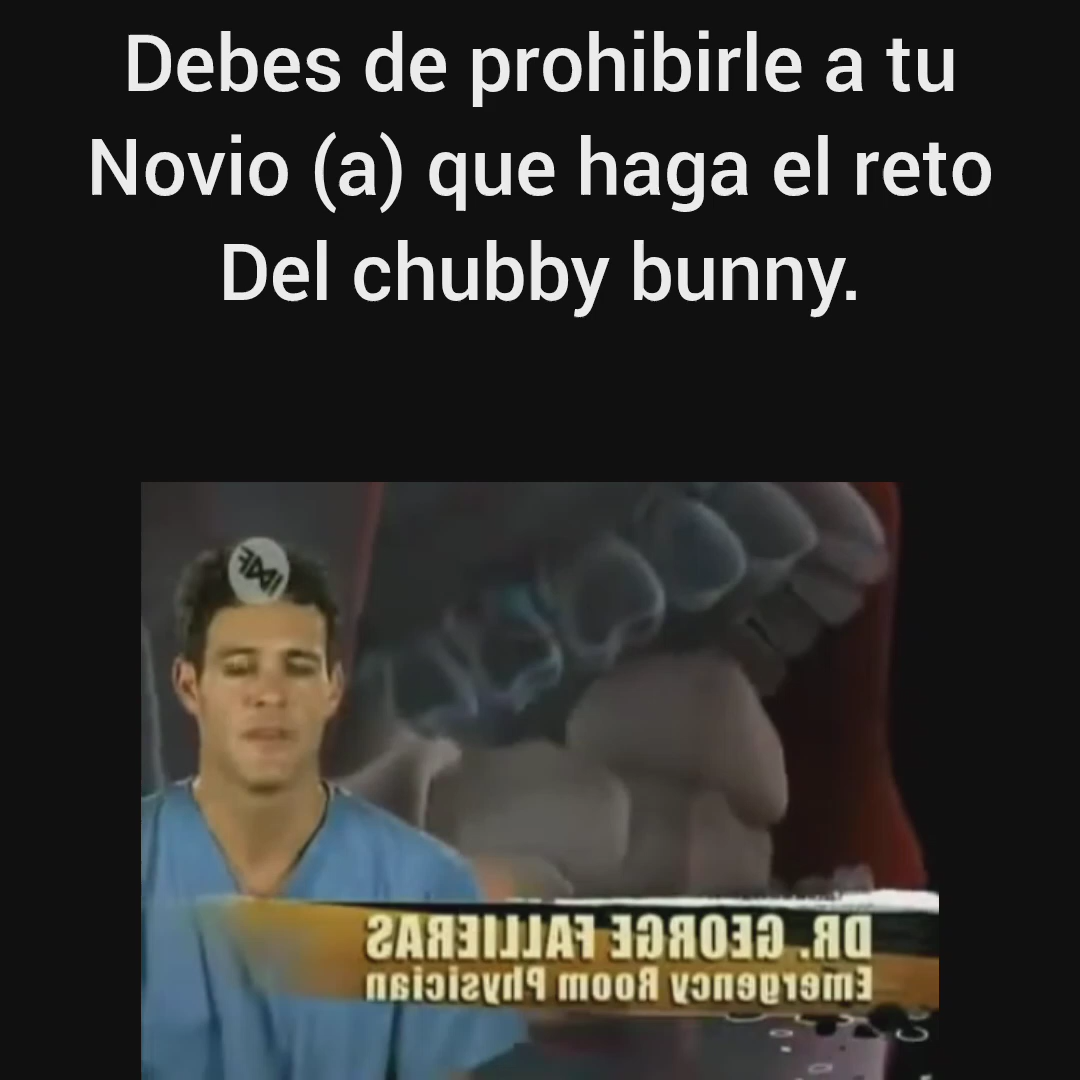 Debes de prohibirle a tu
Novio (a) que haga el reto
Del chubby bunny.
DR. GEORGE FALLIERAS
Emergency Room Physician